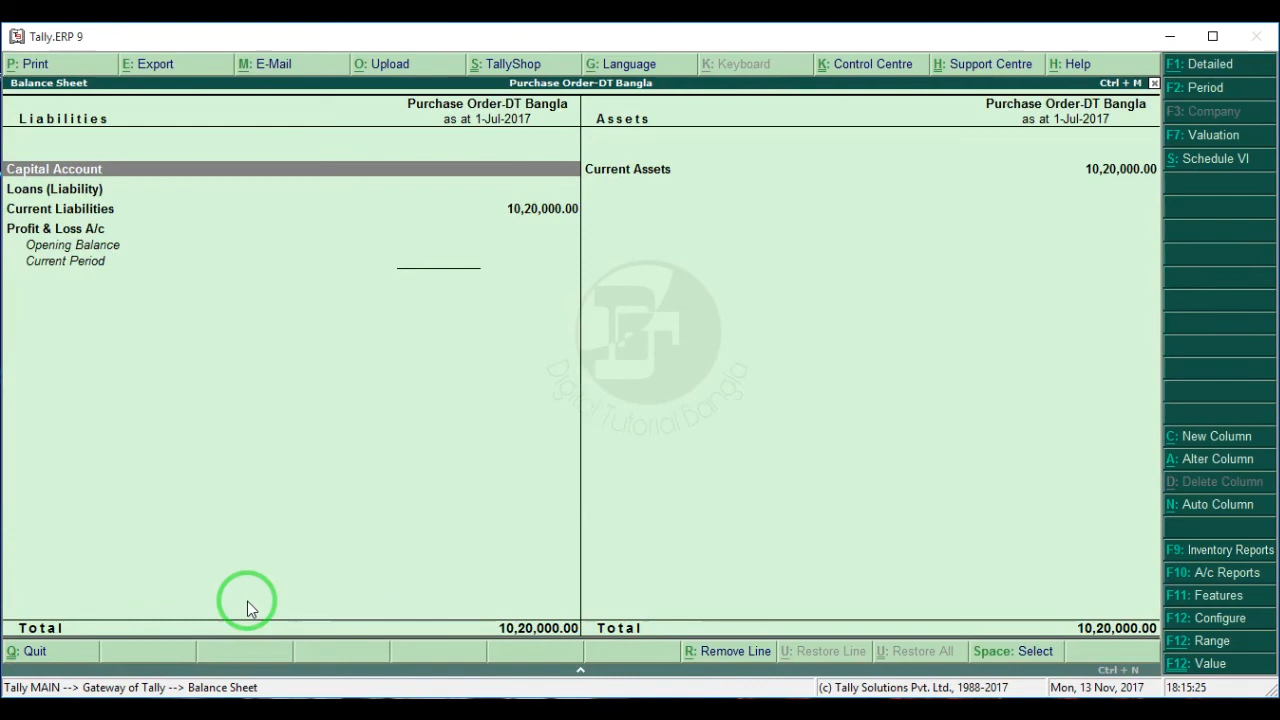 Tally.ERP 9
P: Print E: Export M: E-Mail O: Upload S: TallyShop G: Language K: Keyboard K: Control Centre H: Support Centre H: Help
Balance Sheet Purchase Order-DT Bangla Ctrl + M
Liabilities Purchase Order-DT Bangla as at 1-Jul-2017
Assets Purchase Order-DT Bangla as at 1-Jul-2017
Capital Account
Loans (Liability)
Current Liabilities 10,20,000.00
Profit & Loss A/c
Opening Balance
Current Period
Total 10,20,000.00
Current Assets 10,20,000.00
Total 10,20,000.00
DT
Digital Tutorial Bangla
F1: Detailed
F2: Period
F3: Company
F7: Valuation
S: Schedule VI
C: New Column
A: Alter Column
D: Delete Column
N: Auto Column
F9: Inventory Reports
F10: A/c Reports
F11: Features
F12: Configure
F12: Range
F12: Value
Q: Quit R: Remove Line U: Restore Line U: Restore All Space: Select
Ctrl + N
Tally MAIN --> Gateway of Tally --> Balance Sheet (c) Tally Solutions Pvt. Ltd., 1988-2017 Mon, 13 Nov, 2017 18:15:25